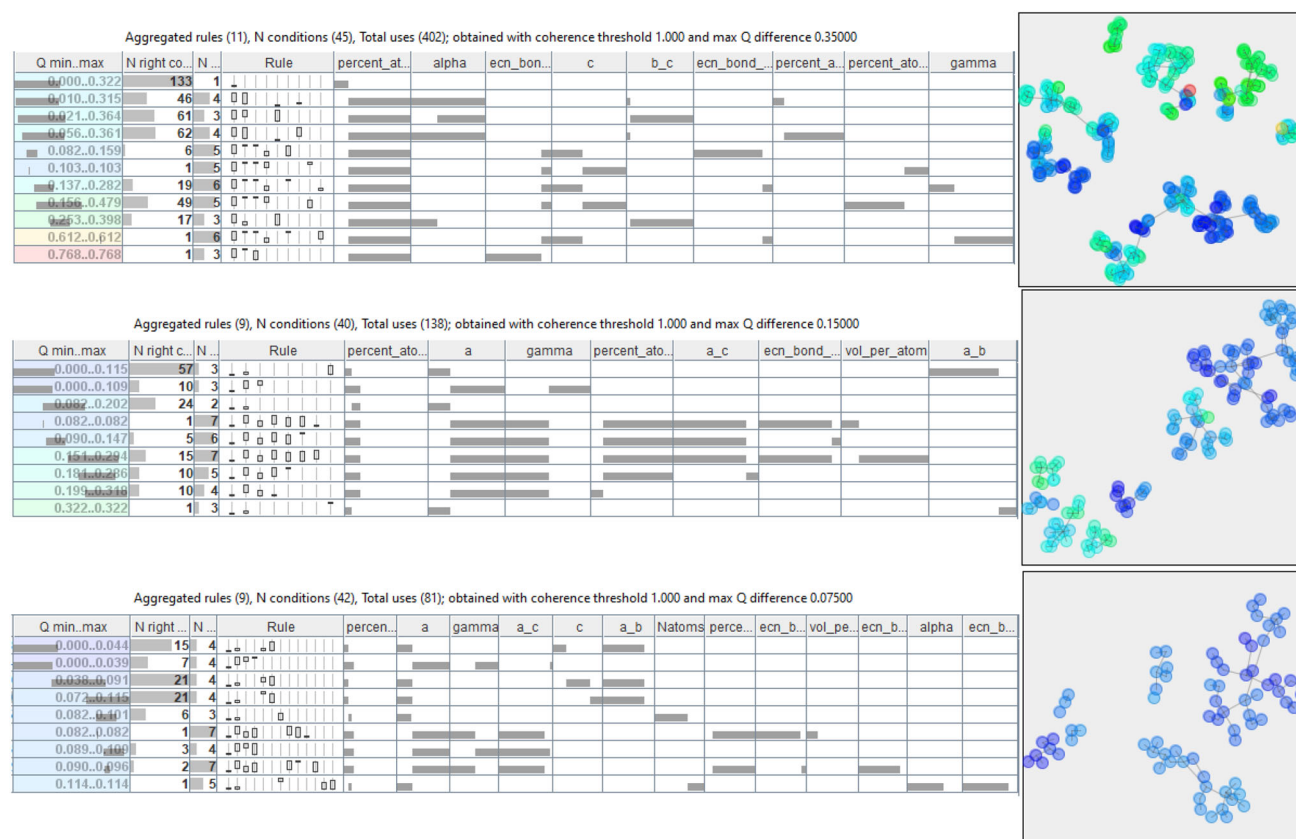 Aggregated rules (11), N conditions (45), Total uses (402); obtained with coherence threshold 1.000 and max Q difference 0.35000
Q min..max N right co... N ... Rule percent_at... alpha ecn_bon... c b_c ecn_bond_... percent_a... percent_ato... gamma
0.000..0.322 133 1
0.010..0.315 46 4
0.021..0.364 61 3
0.056..0.361 62 4
0.082..0.159 6 5
0.103..0.103 1 5
0.137..0.282 19 6
0.156..0.479 49 5
0.253..0.398 17 3
0.612..0.612 1 6
0.768..0.768 1 3
Aggregated rules (9), N conditions (40), Total uses (138); obtained with coherence threshold 1.000 and max Q difference 0.15000
Q min..max N right c... N ... Rule percent_ato... a gamma percent_ato... a_c ecn_bond_... vol_per_atom a_b
0.000..0.115 57 3
0.000..0.109 10 3
0.082..0.202 24 2
0.082..0.082 1 7
0.090..0.147 5 6
0.151..0.294 15 7
0.181..0.286 10 5
0.199..0.318 10 4
0.322..0.322 1 3
Aggregated rules (9), N conditions (42), Total uses (81); obtained with coherence threshold 1.000 and max Q difference 0.07500
Q min..max N right ... N ... Rule percen... a gamma a_c c a_b Natoms perce... ecn_b... vol_pe... ecn_b... alpha ecn_b...
0.000..0.044 15 4
0.000..0.039 7 4
0.038..0.091 21 4
0.072..0.115 21 4
0.082..0.101 6 3
0.082..0.082 1 7
0.089..0.109 3 4
0.090..0.096 2 7
0.114..0.114 1 5